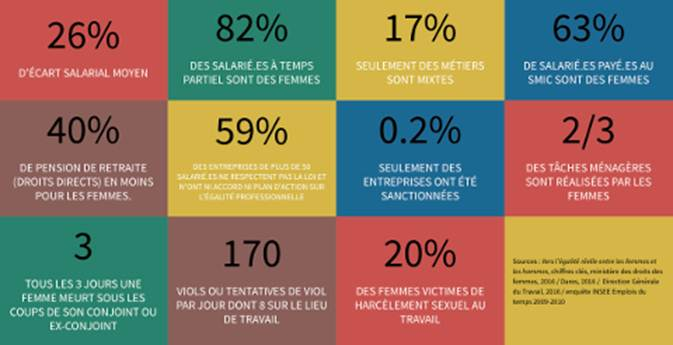 26%
D'ÉCART SALARIAL MOYEN
82%
DES SALARIÉ.ES À TEMPS
PARTIEL SONT DES FEMMES
17%
SEULEMENT DES MÉTIERS
SONT MIXTES
63%
DE SALARIÉ.ES PAYÉ.ES AU
SMIC SONT DES FEMMES
40%
DE PENSION DE RETRAITE
(DROITS DIRECTS) EN MOINS
POUR LES FEMMES.
59%
DES ENTREPRISES DE PLUS DE 50
SALARIÉ.ES NE RESPECTENT PAS LA LOI ET
N'ONT NI ACCORD NI PLAN D'ACTION SUR
L'ÉGALITÉ PROFESSIONNELLE
0.2%
SEULEMENT DES
ENTREPRISES ONT ÉTÉ
SANCTIONNÉES
2/3
DES TÂCHES MÉNAGÈRES
SONT RÉALISÉES PAR LES
FEMMES
3
TOUS LES 3 JOURS UNE
FEMME MEURT SOUS LES
COUPS DE SON CONJOINT OU
EX-CONJOINT
170
VIOLS OU TENTATIVES DE VIOL
PAR JOUR DONT 8 SUR LE LIEU
DE TRAVAIL
20%
DES FEMMES VICTIMES DE
HARCÈLEMENT SEXUEL AU
TRAVAIL
Sources : Vers l'égalité réelle entre les femmes et
les hommes, chiffres clés, ministère des droits des
femmes, 2016 / Dares, 2016 / Direction Générale
du Travail, 2016 / enquête INSEE Emplois du
temps 2009-2010